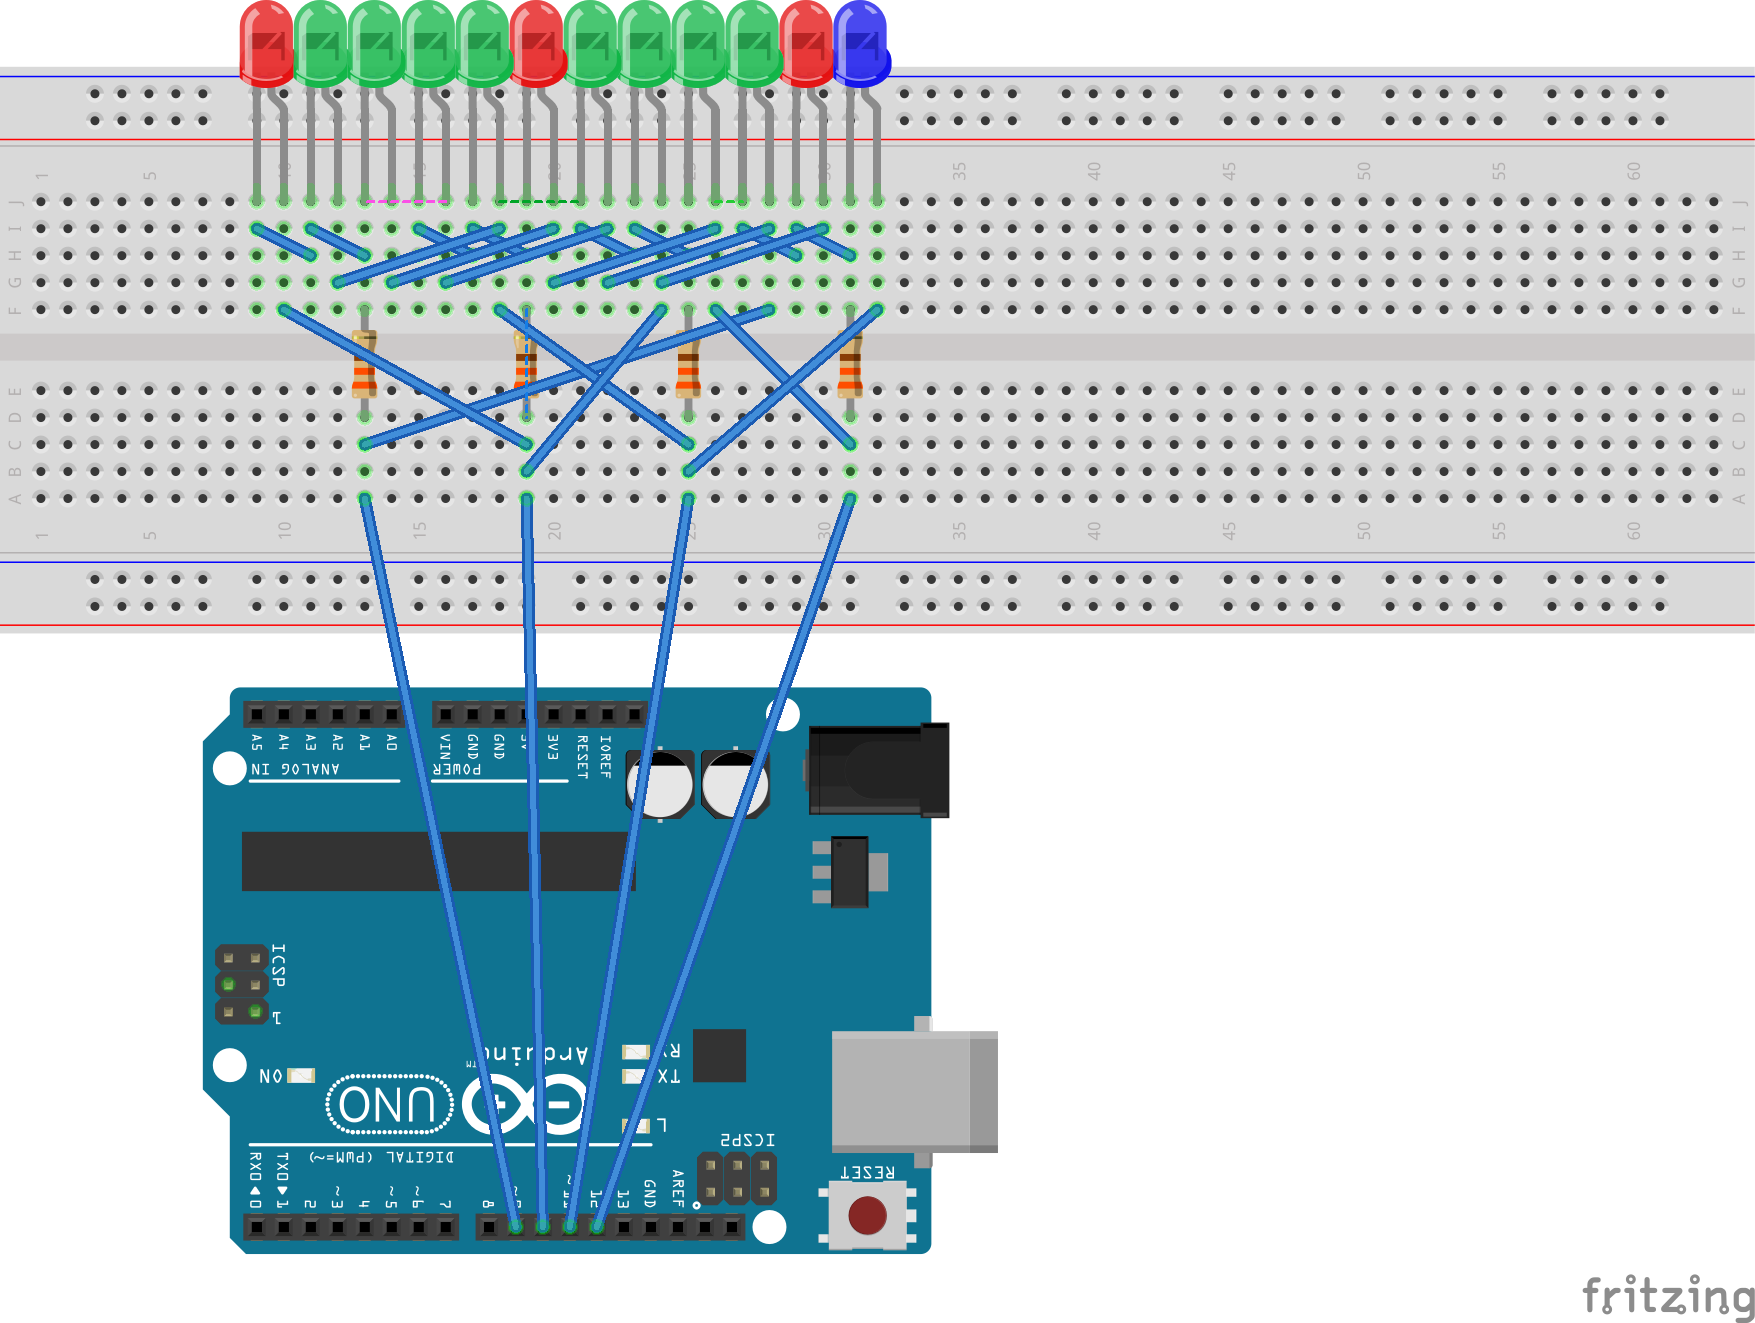 1 5 10 15 20 25 30 35 40 45 50 55 60
J J
I I
H H
G G
F F
E E
D D
C C
B B
A A
1 5 10 15 20 25 30 35 40 45 50 55 60
A5 A4 A3 A2 A1 A0 VIN GND GND 5V 3V3 RESET IOREF
ANALOG IN POWER
ICSP
1
Arduino
TM
RX
ON
TX
UNO
L
ICSP2
DIGITAL (PWM=~)
RESET
RX0 0 TX0 1 2 ~3 4 ~5 ~6 7 8 12 13 GND AREF
fritzing